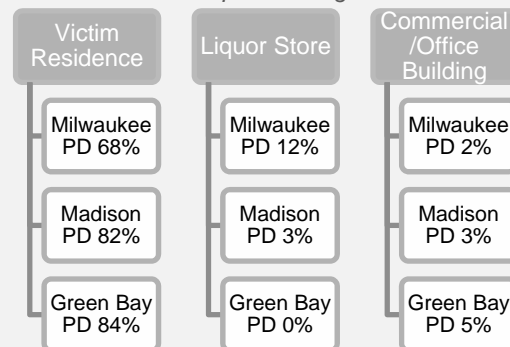 Victim
Residence
Milwaukee
PD 68%
Madison
PD 82%
Green Bay
PD 84%
Liquor Store
Milwaukee
PD 12%
Madison
PD 3%
Green Bay
PD 0%
Commercial
/Office
Building
Milwaukee
PD 2%
Madison
PD 3%
Green Bay
PD 5%